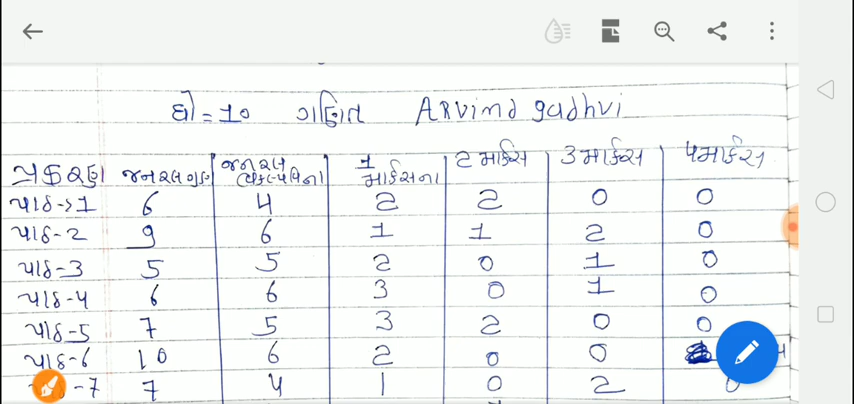 ધો = 10 ગણિત Arvind gadhvi
પ્રકરણ જનરલ ગુણ જનરલ વિકલ્પવિના 1 માર્કસના 2 માર્કસ 3 માર્કસ 4 માર્કસ
પાઠ->1 6 4 2 2 0 0
પાઠ-2 9 6 1 1 2 0
પાઠ-3 5 5 2 0 1 0
પાઠ-4 6 6 3 0 1 0
પાઠ-5 7 5 3 2 0 0
પાઠ-6 10 6 2 0 0
-7 7 4 1 0 2 0